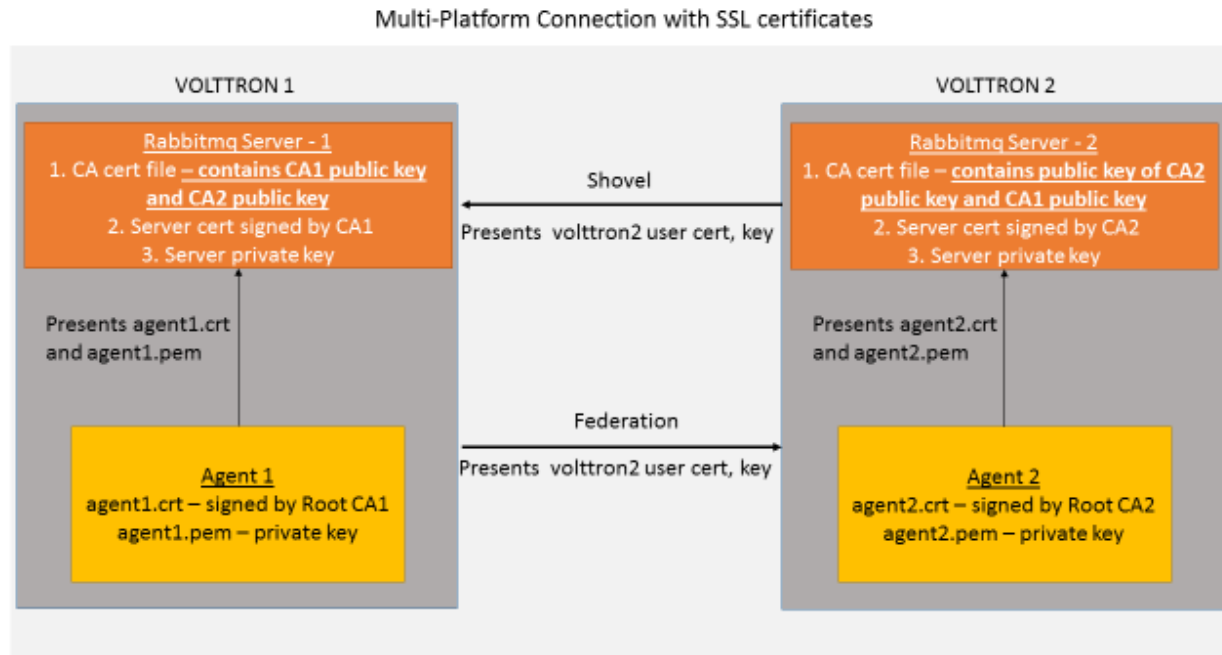 Multi-Platform Connection with SSL certificates
VOLTTRON 1
Rabbitmq Server - 1
1. CA cert file – contains CA1 public key
and CA2 public key
2. Server cert signed by CA1
3. Server private key
Presents agent1.crt
and agent1.pem
Agent 1
agent1.crt – signed by Root CA1
agent1.pem – private key
Shovel
Presents volttron2 user cert, key
Federation
Presents volttron2 user cert, key
VOLTTRON 2
Rabbitmq Server - 2
1. CA cert file – contains public key of CA2
public key and CA1 public key
2. Server cert signed by CA2
3. Server private key
Presents agent2.crt
and agent2.pem
Agent 2
agent2.crt – signed by Root CA2
agent2.pem – private key